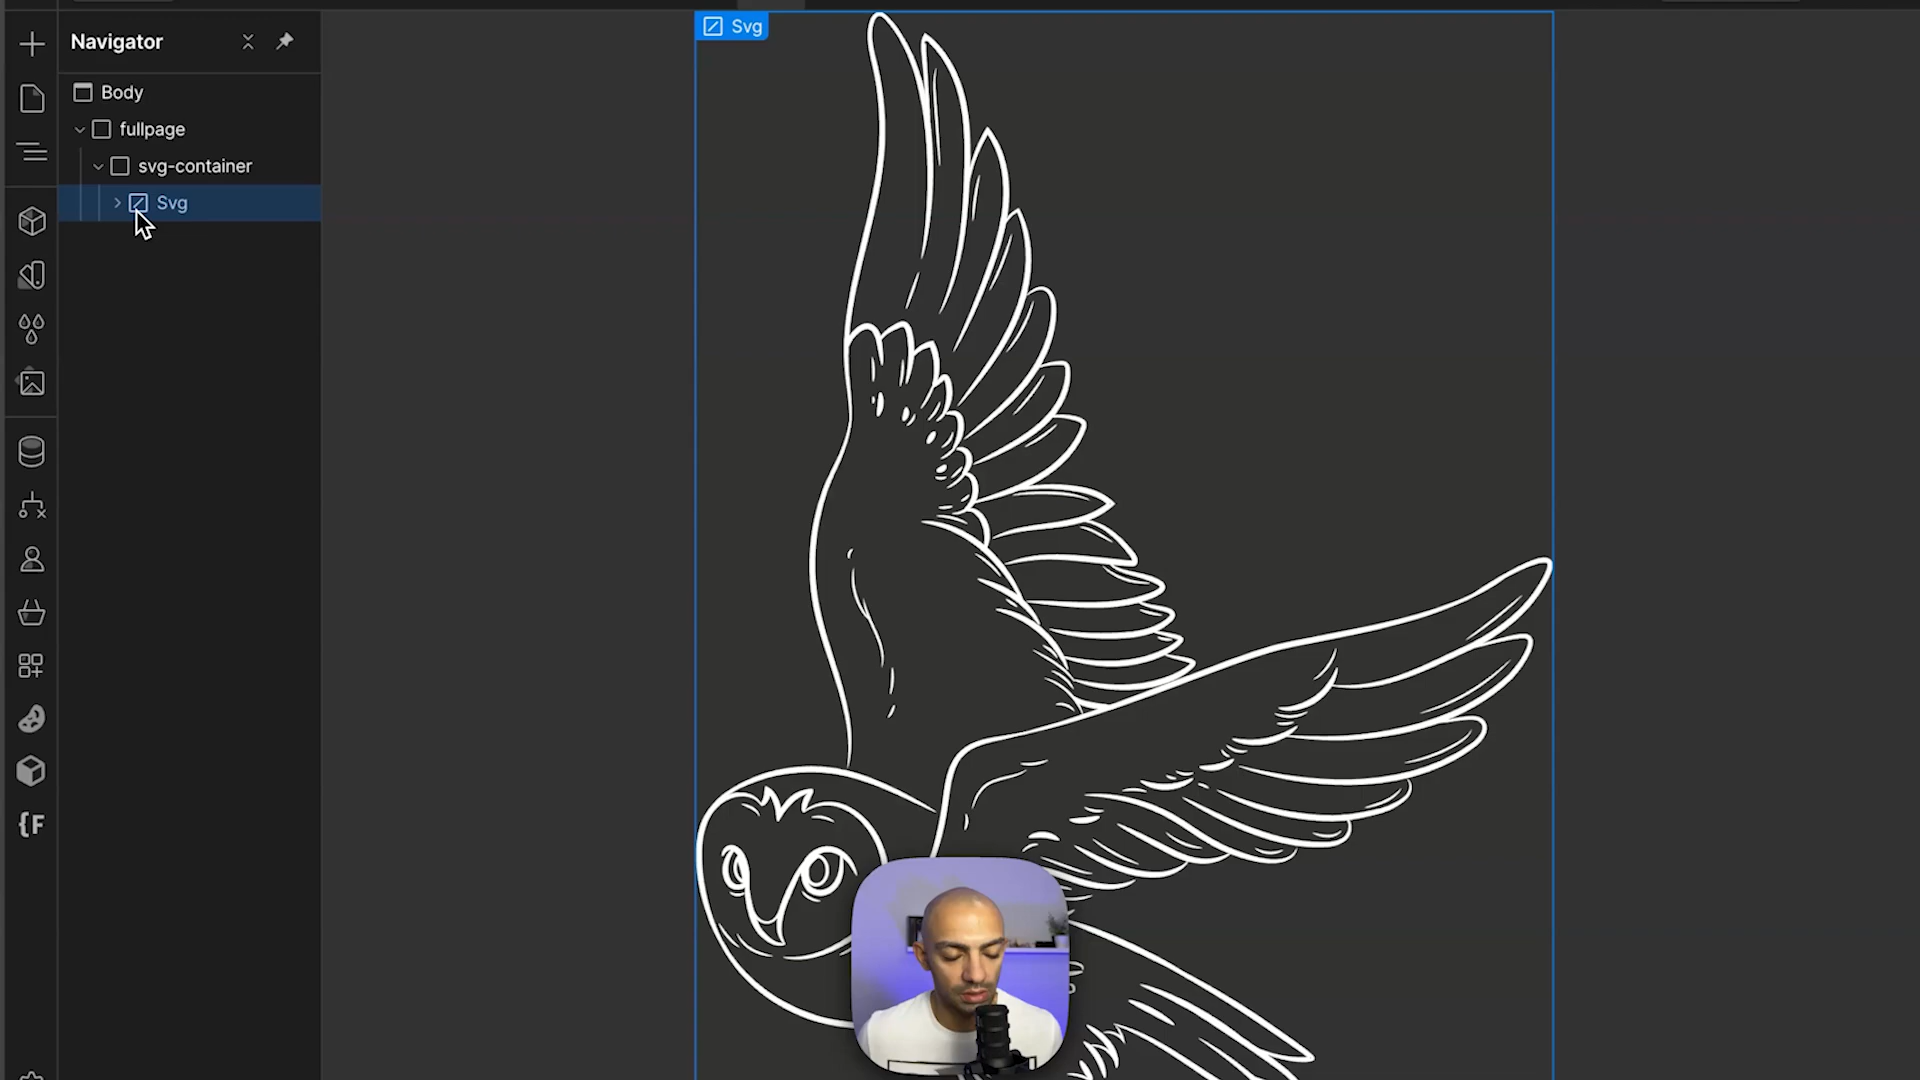 Navigator
Body
fullpage
svg-container
Svg
{F
Svg